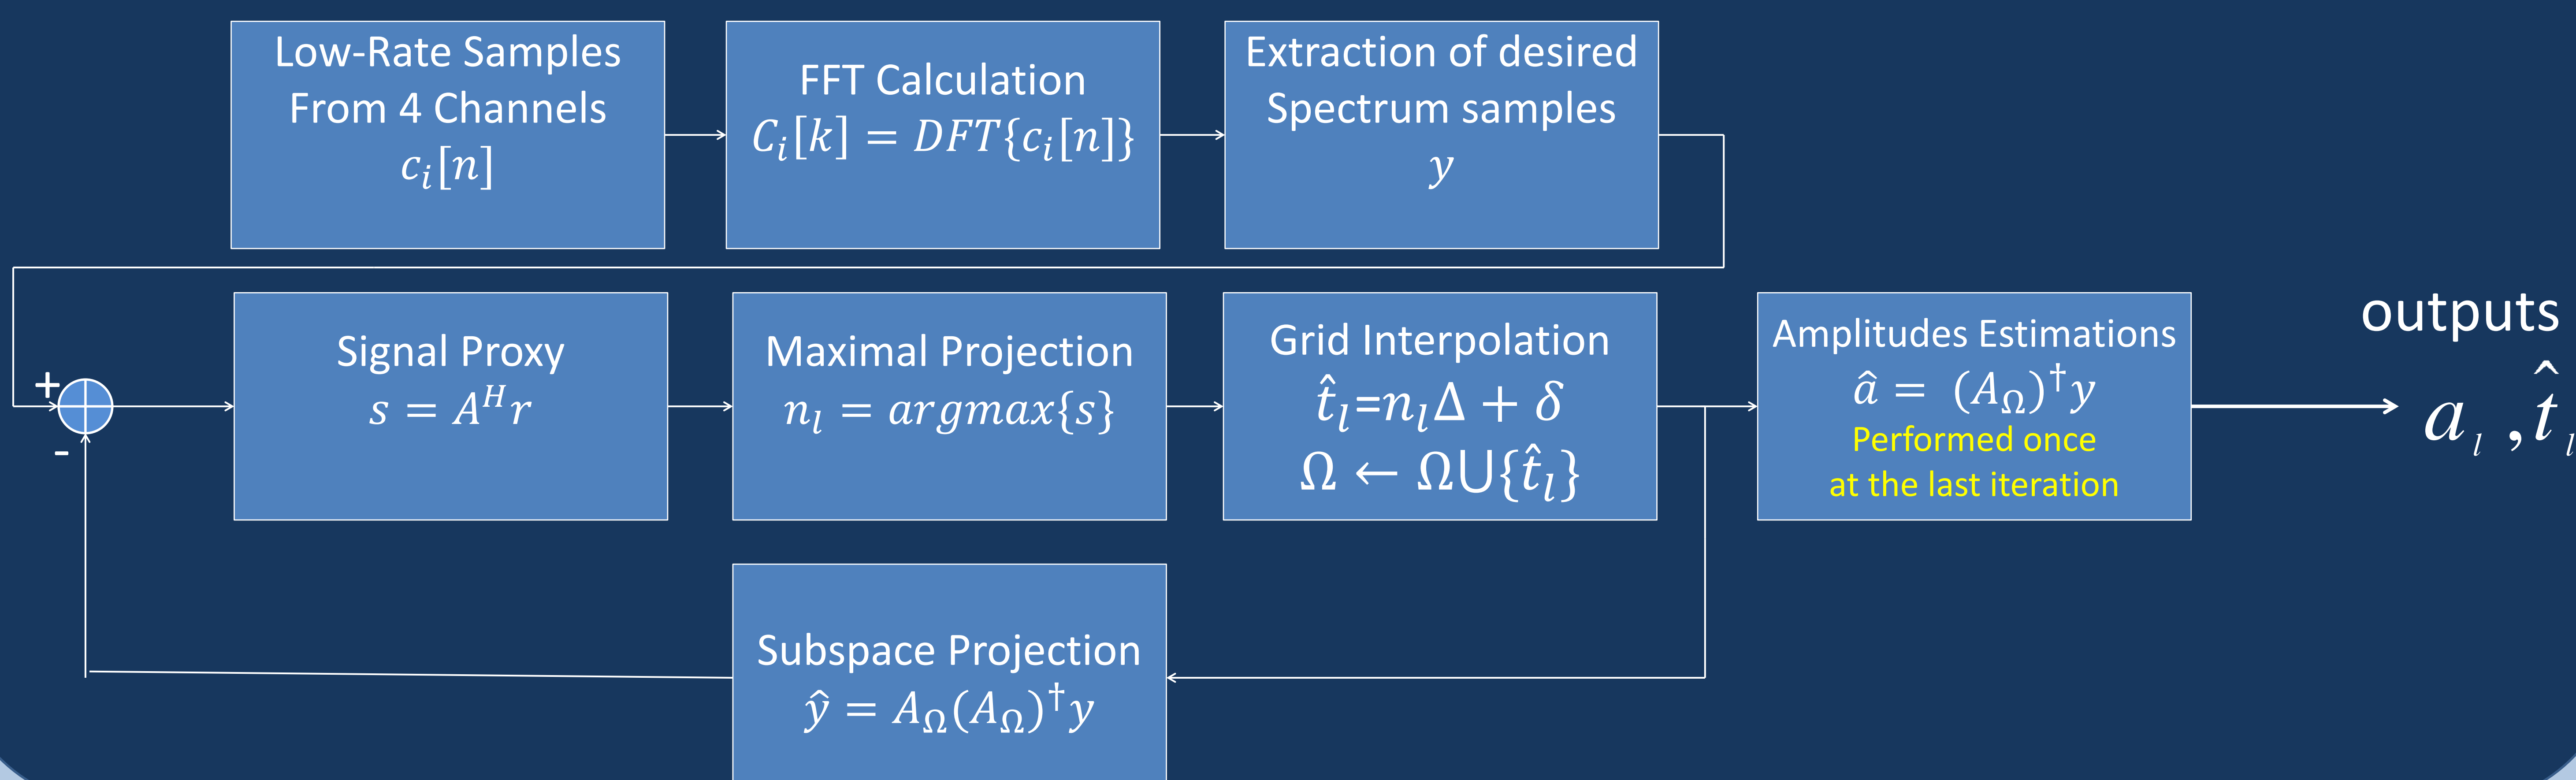 Low-Rate Samples
From 4 Channels
c_i[n]
FFT Calculation
C_i[k] = DFT{c_i[n]}
Extraction of desired
Spectrum samples
y
+
-
Signal Proxy
s = A^H r
Maximal Projection
n_l = argmax{s}
Grid Interpolation
t̂_l=n_lΔ + δ
Ω ← Ω⋃{t̂_l}
Amplitudes Estimations
â = (A_Ω)^†y
Performed once
at the last iteration
outputs
a_l ,t̂_l
Subspace Projection
ŷ = A_Ω(A_Ω)^†y